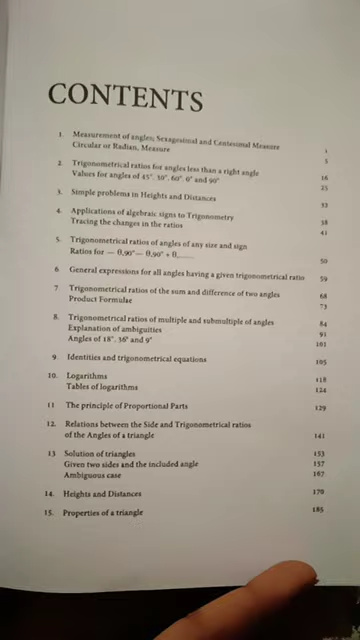 CONTENTS
1. Measurement of angles; Sexagesimal and Centesimal Measure 1
Circular or Radian, Measure 5
2. Trigonometrical ratios for angles less than a right angle 16
Values for angles of 45°, 30°, 60°, 0° and 90° 25
3. Simple problems in Heights and Distances 33
4. Applications of algebraic signs to Trigonometry 38
Tracing the changes in the ratios 41
5. Trigonometrical ratios of angles of any size and sign
Ratios for — θ,90°— θ,90° + θ,...... 50
6. General expressions for all angles having a given trigonometrical ratio 59
7. Trigonometrical ratios of the sum and difference of two angles 68
Product Formulae 73
8. Trigonometrical ratios of multiple and submultiple of angles 84
Explanation of ambiguities 91
Angles of 18°, 36° and 9° 101
9. Identities and trigonometrical equations 105
10. Logarithms 118
Tables of logarithms 124
11 The principle of Proportional Parts 129
12. Relations between the Side and Trigonometrical ratios
of the Angles of a triangle 141
13 Solution of triangles 153
Given two sides and the included angle 157
Ambiguous case 167
14. Heights and Distances 170
15. Properties of a triangle 185